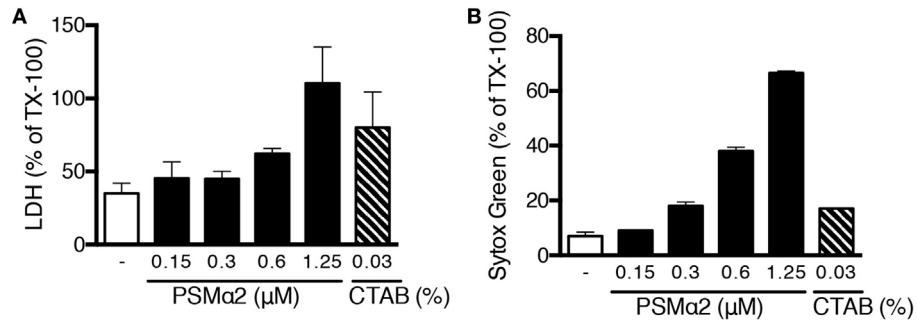 A
LDH (% of TX-100)
150
100
50
0
- 0.15 0.3 0.6 1.25 0.03
PSMα2 (μM) CTAB (%)
B
Sytox Green (% of TX-100)
80
60
40
20
0
- 0.15 0.3 0.6 1.25 0.03
PSMα2 (μM) CTAB (%)